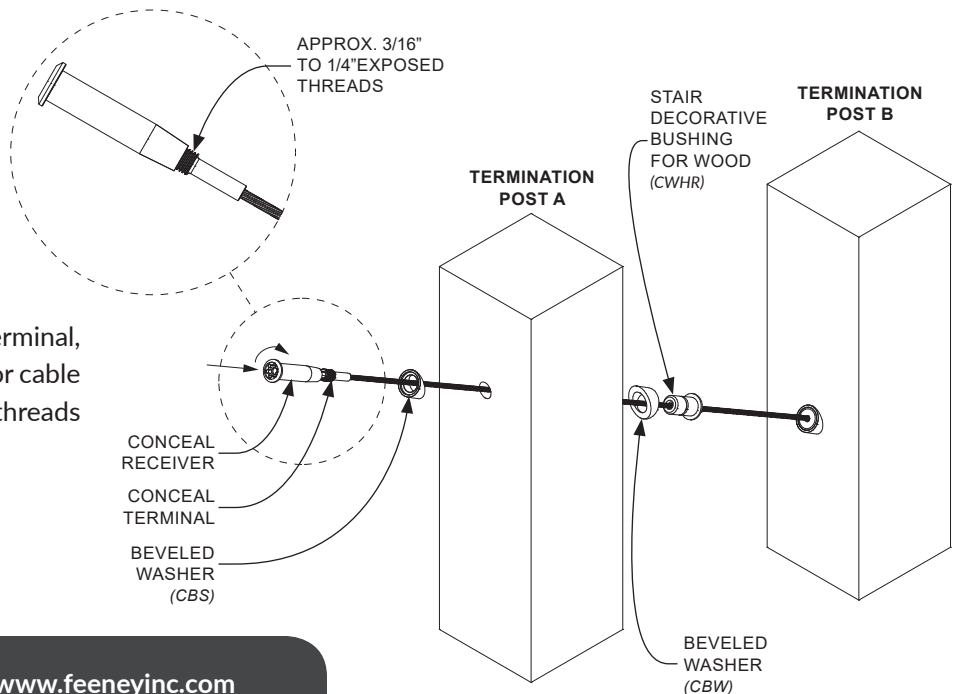 APPROX. 3/16"
TO 1/4"EXPOSED
THREADS
STAIR
DECORATIVE
BUSHING
FOR WOOD
(CWHR)
TERMINATION
POST B
TERMINATION
POST A
erminal,
or cable
threads
CONCEAL
RECEIVER
CONCEAL
TERMINAL
BEVELED
WASHER
(CBS)
BEVELED
WASHER
(CBW)
www.feeneyinc.com